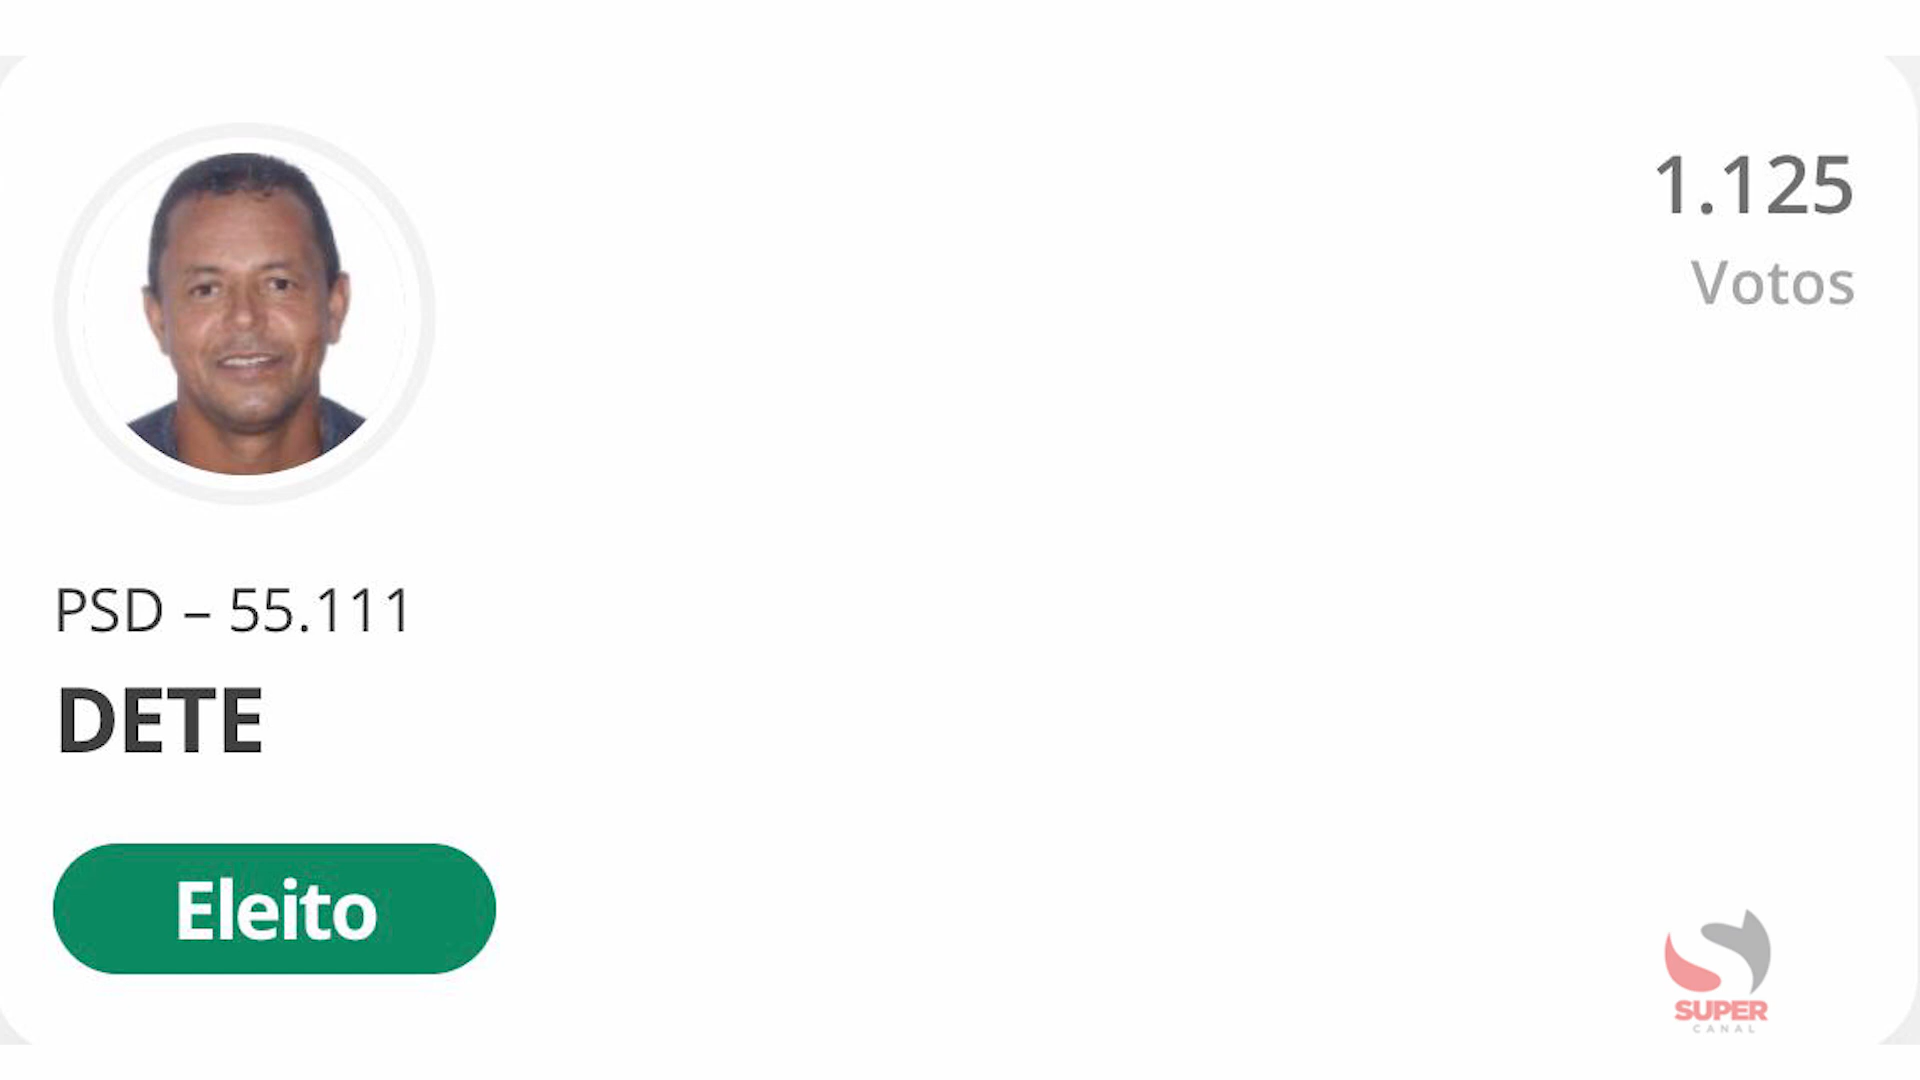 1.125
Votos
PSD – 55.111
DETE
Eleito
SUPER
CANAL